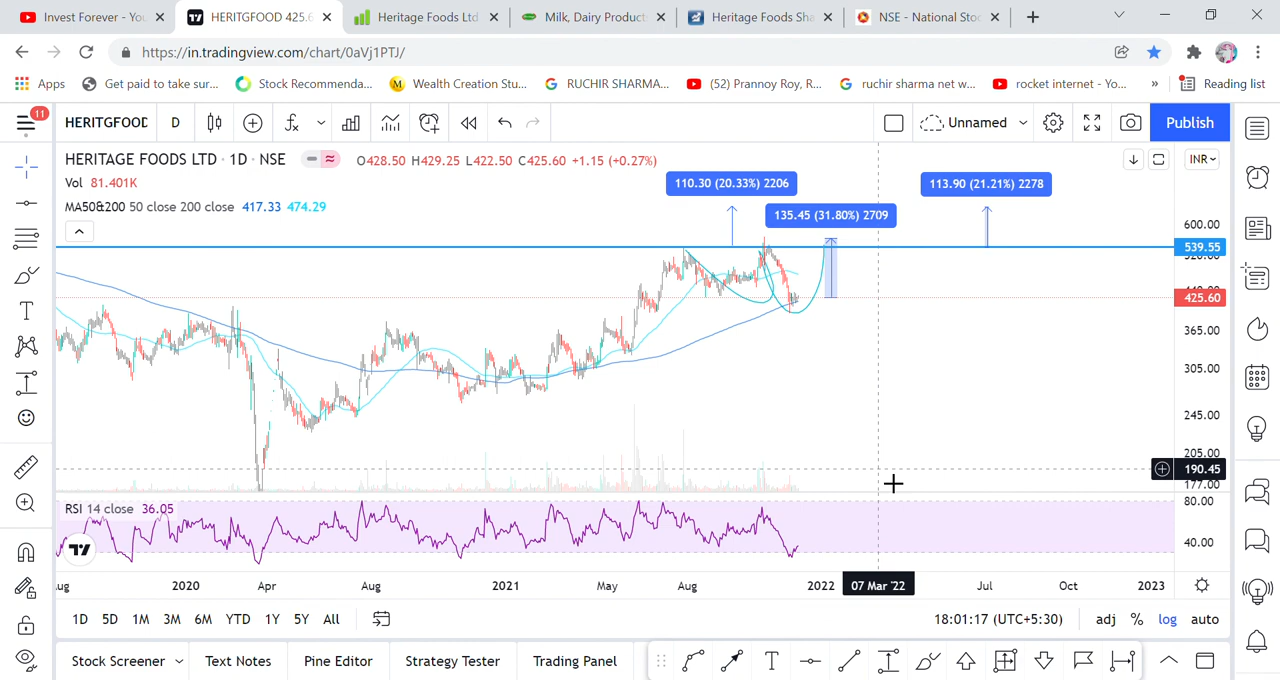 Invest Forever - You
HERITGFOOD 425.6
Heritage Foods Ltd
Milk, Dairy Product
Heritage Foods Sha
NSE - National Stoc
https://in.tradingview.com/chart/0aVj1PTJ/
Apps
Get paid to take sur...
Stock Recommenda...
Wealth Creation Stu...
RUCHIR SHARMA...
(52) Prannoy Roy, R...
ruchir sharma net w...
rocket internet - Yo...
»
Reading list
11
HERITGFOOD
D
Unnamed
Publish
HERITAGE FOODS LTD · 1D · NSE
O428.50 H429.25 L422.50 C425.60 +1.15 (+0.27%)
INR
Vol 81.401K
MA50&200 50 close 200 close 417.33 474.29
110.30 (20.33%) 2206
113.90 (21.21%) 2278
135.45 (31.80%) 2709
600.00
539.55
425.60
365.00
305.00
245.00
205.00
190.45
177.00
RSI 14 close 36.05
80.00
40.00
2020
Apr
Aug
2021
May
Aug
2022
07 Mar '22
Jul
Oct
2023
1D 5D 1M 3M 6M YTD 1Y 5Y All
18:01:17 (UTC+5:30)
adj % log auto
Stock Screener
Text Notes
Pine Editor
Strategy Tester
Trading Panel